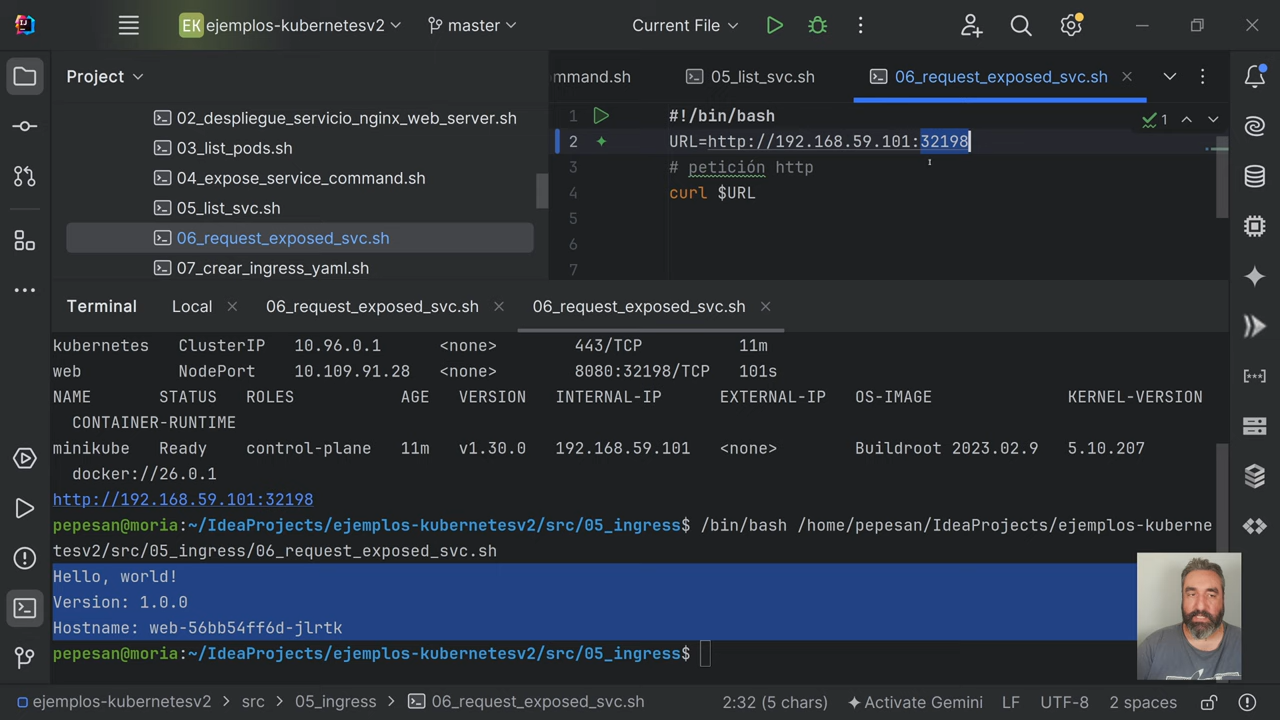 EK ejemplos-kubernetesv2 master Current File
Project
mmand.sh 05_list_svc.sh 06_request_exposed_svc.sh
02_despliegue_servicio_nginx_web_server.sh
03_list_pods.sh
04_expose_service_command.sh
05_list_svc.sh
06_request_exposed_svc.sh
07_crear_ingress_yaml.sh
1 #!/bin/bash
2 URL=http://192.168.59.101:32198
3 # petición http
4 curl $URL
5
6
7
1
Terminal Local 06_request_exposed_svc.sh 06_request_exposed_svc.sh
kubernetes ClusterIP 10.96.0.1 <none> 443/TCP 11m
web NodePort 10.109.91.28 <none> 8080:32198/TCP 101s
NAME STATUS ROLES AGE VERSION INTERNAL-IP EXTERNAL-IP OS-IMAGE KERNEL-VERSION
CONTAINER-RUNTIME
minikube Ready control-plane 11m v1.30.0 192.168.59.101 <none> Buildroot 2023.02.9 5.10.207
docker://26.0.1
http://192.168.59.101:32198
pepesan@moria:~/IdeaProjects/ejemplos-kubernetesv2/src/05_ingress$ /bin/bash /home/pepesan/IdeaProjects/ejemplos-kuberne
tesv2/src/05_ingress/06_request_exposed_svc.sh
Hello, world!
Version: 1.0.0
Hostname: web-56bb54ff6d-jlrtk
pepesan@moria:~/IdeaProjects/ejemplos-kubernetesv2/src/05_ingress$
ejemplos-kubernetesv2 src 05_ingress 06_request_exposed_svc.sh 2:32 (5 chars) Activate Gemini LF UTF-8 2 spaces